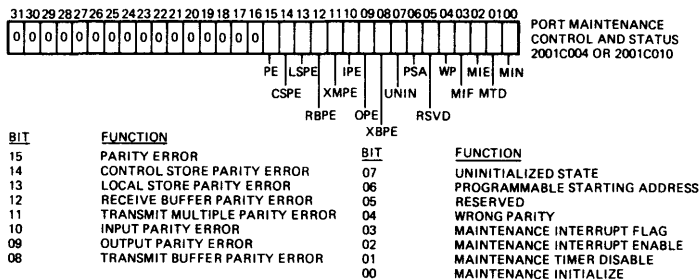 31 30 29 28 27 26 25 24 23 22 21 20 19 18 17 16 15 14 13 12 11 10 09 08 07 06 05 04 03 02 01 00
0 0 0 0 0 0 0 0 0 0 0 0 0 0 0 0
PORT MAINTENANCE
CONTROL AND STATUS
2001C004 OR 2001C010
PE LSPE IPE PSA WP MIE MIN
CSPE XMPE UNIN MIF MTD
RBPE OPE RSVD
XBPE
BIT FUNCTION
15 PARITY ERROR
14 CONTROL STORE PARITY ERROR
13 LOCAL STORE PARITY ERROR
12 RECEIVE BUFFER PARITY ERROR
11 TRANSMIT MULTIPLE PARITY ERROR
10 INPUT PARITY ERROR
09 OUTPUT PARITY ERROR
08 TRANSMIT BUFFER PARITY ERROR
BIT FUNCTION
07 UNINITIALIZED STATE
06 PROGRAMMABLE STARTING ADDRESS
05 RESERVED
04 WRONG PARITY
03 MAINTENANCE INTERRUPT FLAG
02 MAINTENANCE INTERRUPT ENABLE
01 MAINTENANCE TIMER DISABLE
00 MAINTENANCE INITIALIZE